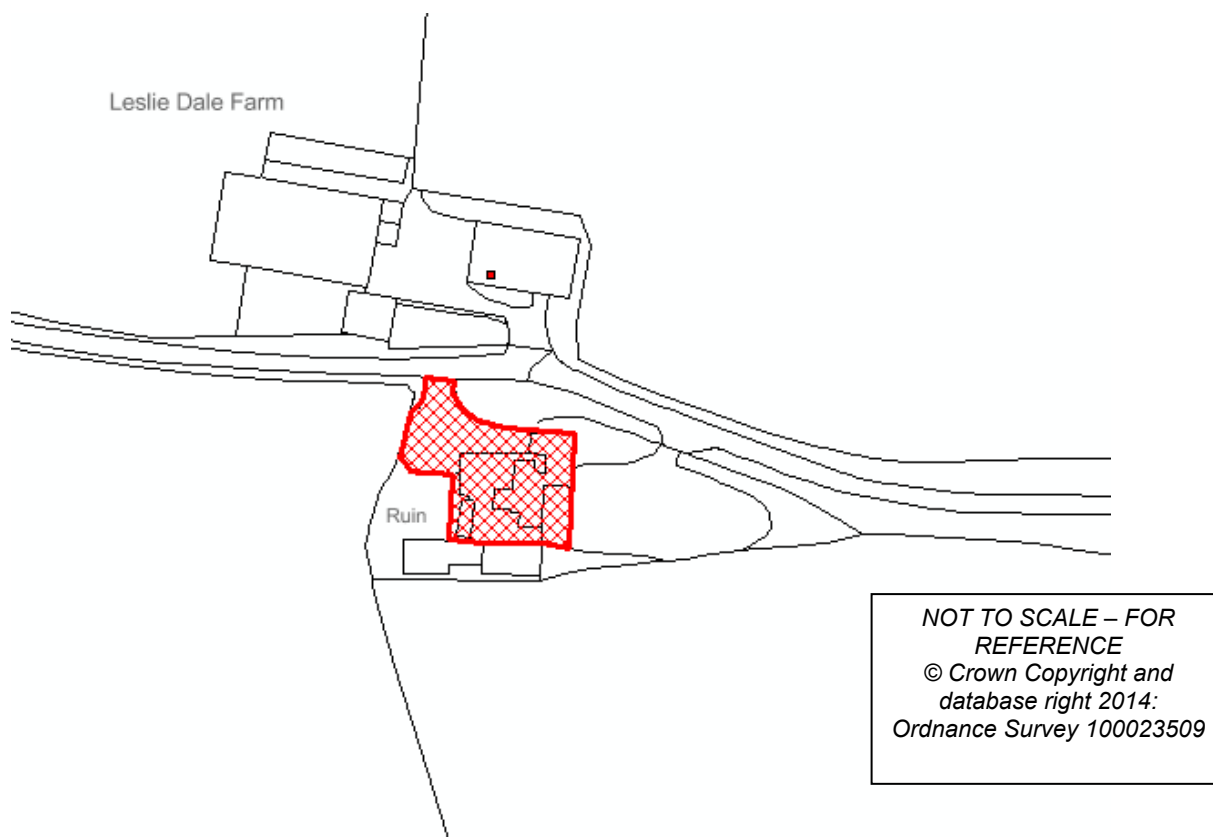 Leslie Dale Farm
Ruin
NOT TO SCALE – FOR
REFERENCE
© Crown Copyright and
database right 2014:
Ordnance Survey 100023509